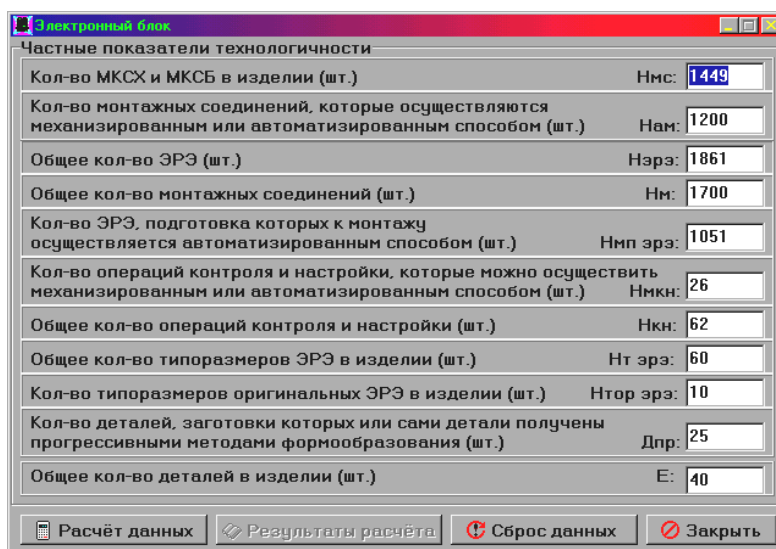 Электронный блок
Частные показатели технологичности
Кол-во МКСХ и МКСБ в изделии (шт.) Нмс: 1449
Кол-во монтажных соединений, которые осуществляются
механизированным или автоматизированным способом (шт.) Нам: 1200
Общее кол-во ЭРЭ (шт.) Нэрэ: 1861
Общее кол-во монтажных соединений (шт.) Нм: 1700
Кол-во ЭРЭ, подготовка которых к монтажу
осуществляется автоматизированным способом (шт.) Нмп эрэ: 1051
Кол-во операций контроля и настройки, которые можно осуществить
механизированным или автоматизированным способом (шт.) Нмкн: 26
Общее кол-во операций контроля и настройки (шт.) Нкн: 62
Общее кол-во типоразмеров ЭРЭ в изделии (шт.) Нт эрэ: 60
Кол-во типоразмеров оригинальных ЭРЭ в изделии (шт.) Нтор эрэ: 10
Кол-во деталей, заготовки которых или сами детали получены
прогрессивными методами формообразования (шт.) Дпр: 25
Общее кол-во деталей в изделии (шт.) Е: 40
Расчёт данных Результаты расчёта Сброс данных Закрыть